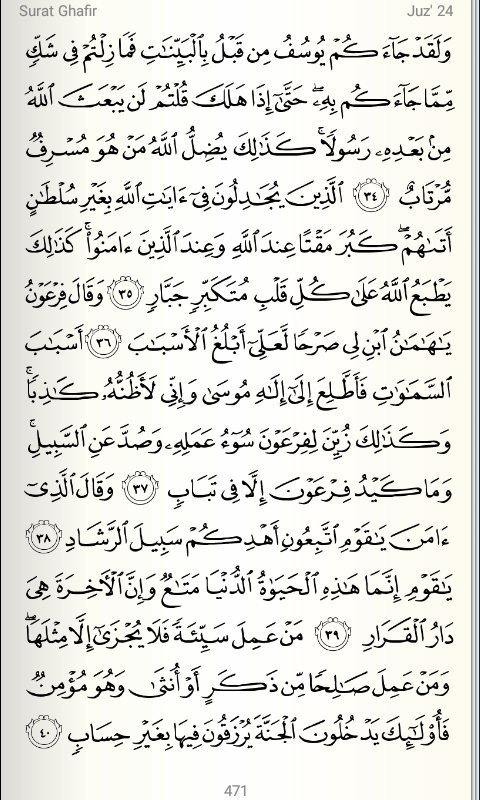 Surat Ghafir Juz' 24
وَلَقَدْ جَآءَكُمْ يُوسُفُ مِن قَبْلُ بِٱلْبَيِّنَٰتِ فَمَا زِلْتُمْ فِى شَكٍّ
مِّمَّا جَآءَكُم بِهِۦ ۖ حَتَّىٰٓ إِذَا هَلَكَ قُلْتُمْ لَن يَبْعَثَ ٱللَّهُ
مِنۢ بَعْدِهِۦ رَسُولًا ۚ كَذَٰلِكَ يُضِلُّ ٱللَّهُ مَنْ هُوَ مُسْرِفٌ
مُّرْتَابٌ ٣٤ ٱلَّذِينَ يُجَٰدِلُونَ فِىٓ ءَايَٰتِ ٱللَّهِ بِغَيْرِ سُلْطَٰنٍ
أَتَىٰهُمْ ۖ كَبُرَ مَقْتًا عِندَ ٱللَّهِ وَعِندَ ٱلَّذِينَ ءَامَنُوا۟ ۚ كَذَٰلِكَ
يَطْبَعُ ٱللَّهُ عَلَىٰ كُلِّ قَلْبِ مُتَكَبِّرٍ جَبَّارٍ ٣٥ وَقَالَ فِرْعَوْنُ
يَٰهَٰمَٰنُ ٱبْنِ لِى صَرْحًا لَّعَلِّىٓ أَبْلُغُ ٱلْأَسْبَٰبَ ٣٦ أَسْبَٰبَ
ٱلسَّمَٰوَٰتِ فَأَطَّلِعَ إِلَىٰٓ إِلَٰهِ مُوسَىٰ وَإِنِّى لَأَظُنُّهُۥ كَٰذِبًا ۚ
وَكَذَٰلِكَ زُيِّنَ لِفِرْعَوْنَ سُوٓءُ عَمَلِهِۦ وَصُدَّ عَنِ ٱلسَّبِيلِ ۚ
وَمَا كَيْدُ فِرْعَوْنَ إِلَّا فِى تَبَابٍ ٣٧ وَقَالَ ٱلَّذِىٓ
ءَامَنَ يَٰقَوْمِ ٱتَّبِعُونِ أَهْدِكُمْ سَبِيلَ ٱلرَّشَادِ ٣٨
يَٰقَوْمِ إِنَّمَا هَٰذِهِ ٱلْحَيَوٰةُ ٱلدُّنْيَا مَتَٰعٌ وَإِنَّ ٱلْءَاخِرَةَ هِىَ
دَارُ ٱلْقَرَارِ ٣٩ مَنْ عَمِلَ سَيِّئَةً فَلَا يُجْزَىٰٓ إِلَّا مِثْلَهَا ۖ
وَمَنْ عَمِلَ صَٰلِحًا مِّن ذَكَرٍ أَوْ أُنثَىٰ وَهُوَ مُؤْمِنٌ
فَأُو۟لَٰٓئِكَ يَدْخُلُونَ ٱلْجَنَّةَ يُرْزَقُونَ فِيهَا بِغَيْرِ حِسَابٍ ٤٠
471